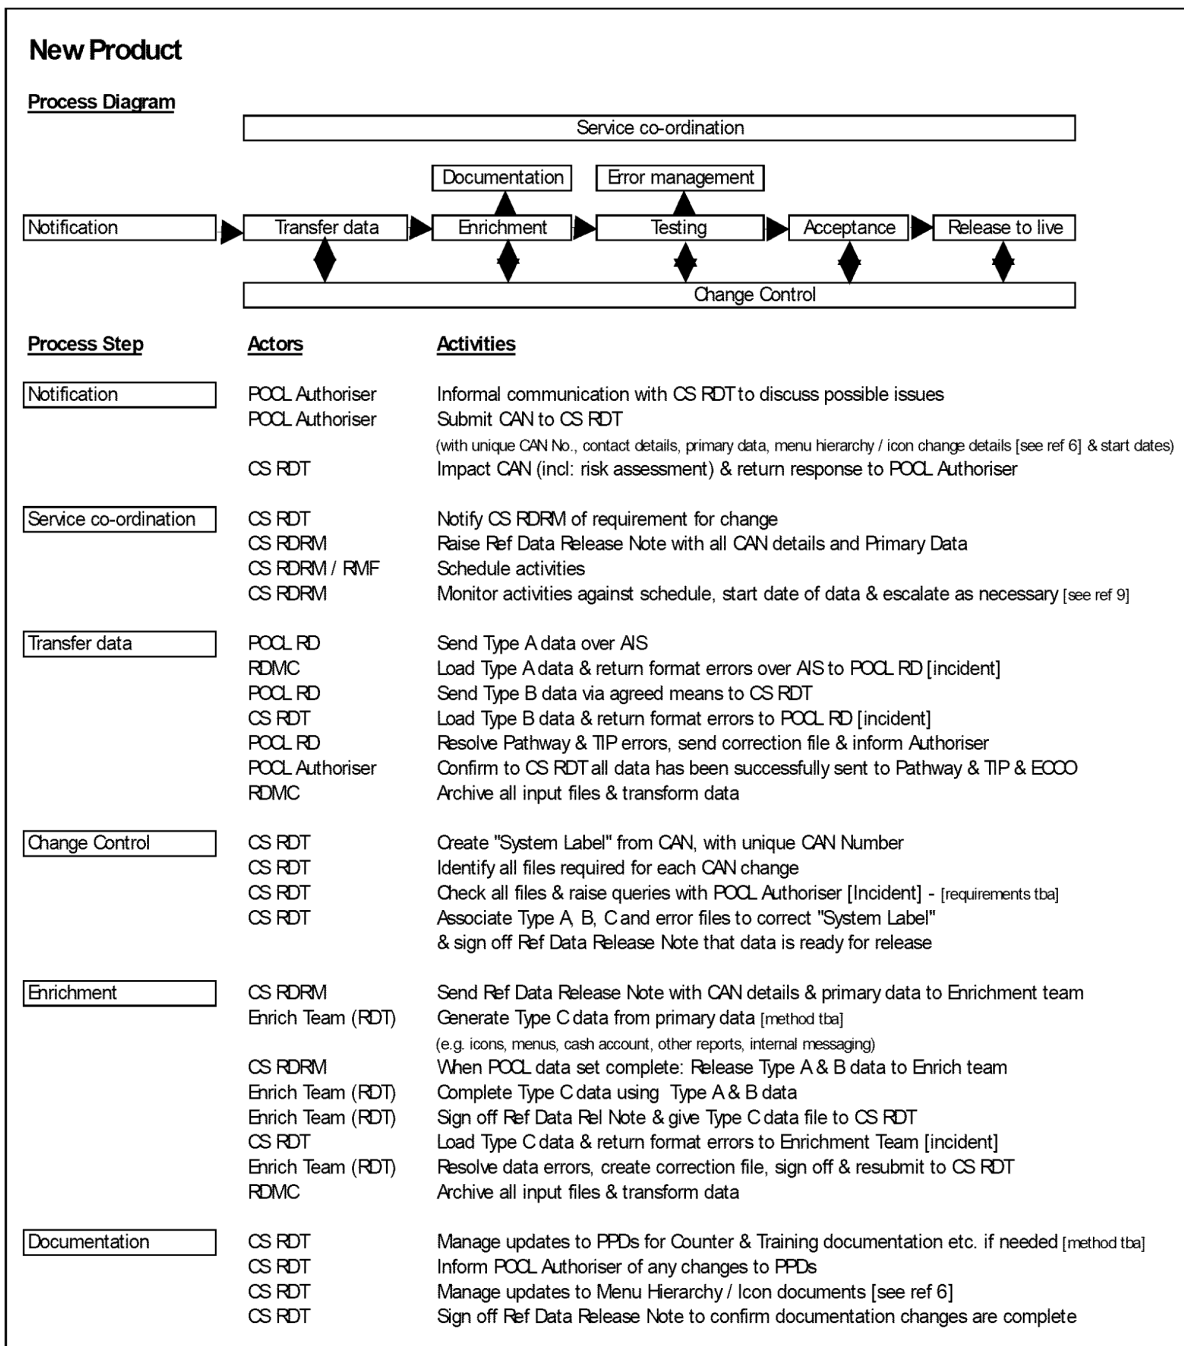 New Product
Process Diagram
Service co-ordination
Documentation Error management
Notification Transfer data Enrichment Testing Acceptance Release to live
Change Control
Process Step Actors Activities
Notification POCL Authoriser Informal communication with CS RDT to discuss possible issues
POCL Authoriser Submit CAN to CS RDT
(with unique CAN No., contact details, primary data, menu hierarchy / icon change details [see ref 6] & start dates)
CS RDT Impact CAN (incl: risk assessment) & return response to POCL Authoriser
Service co-ordination CS RDT Notify CS RDRM of requirement for change
CS RDRM Raise Ref Data Release Note with all CAN details and Primary Data
CS RDRM / RMF Schedule activities
CS RDRM Monitor activities against schedule, start date of data & escalate as necessary [see ref 9]
Transfer data POCL RD Send Type A data over AIS
RDMC Load Type A data & return format errors over AIS to POCL RD [incident]
POCL RD Send Type B data via agreed means to CS RDT
CS RDT Load Type B data & return format errors to POCL RD [incident]
POCL RD Resolve Pathway & TIP errors, send correction file & inform Authoriser
POCL Authoriser Confirm to CS RDT all data has been successfully sent to Pathway & TIP & ECCO
RDMC Archive all input files & transform data
Change Control CS RDT Create "System Label" from CAN, with unique CAN Number
CS RDT Identify all files required for each CAN change
CS RDT Check all files & raise queries with POCL Authoriser [Incident] - [requirements tba]
CS RDT Associate Type A, B, C and error files to correct "System Label"
& sign off Ref Data Release Note that data is ready for release
Enrichment CS RDRM Send Ref Data Release Note with CAN details & primary data to Enrichment team
Enrich Team (RDT) Generate Type C data from primary data [method tba]
(e.g. icons, menus, cash account, other reports, internal messaging)
CS RDRM When POCL data set complete: Release Type A & B data to Enrich team
Enrich Team (RDT) Complete Type C data using Type A & B data
Enrich Team (RDT) Sign off Ref Data Rel Note & give Type C data file to CS RDT
CS RDT Load Type C data & return format errors to Enrichment Team [incident]
Enrich Team (RDT) Resolve data errors, create correction file, sign off & resubmit to CS RDT
RDMC Archive all input files & transform data
Documentation CS RDT Manage updates to PPDs for Counter & Training documentation etc. if needed [method tba]
CS RDT Inform POCL Authoriser of any changes to PPDs
CS RDT Manage updates to Menu Hierarchy / Icon documents [see ref 6]
CS RDT Sign off Ref Data Release Note to confirm documentation changes are complete